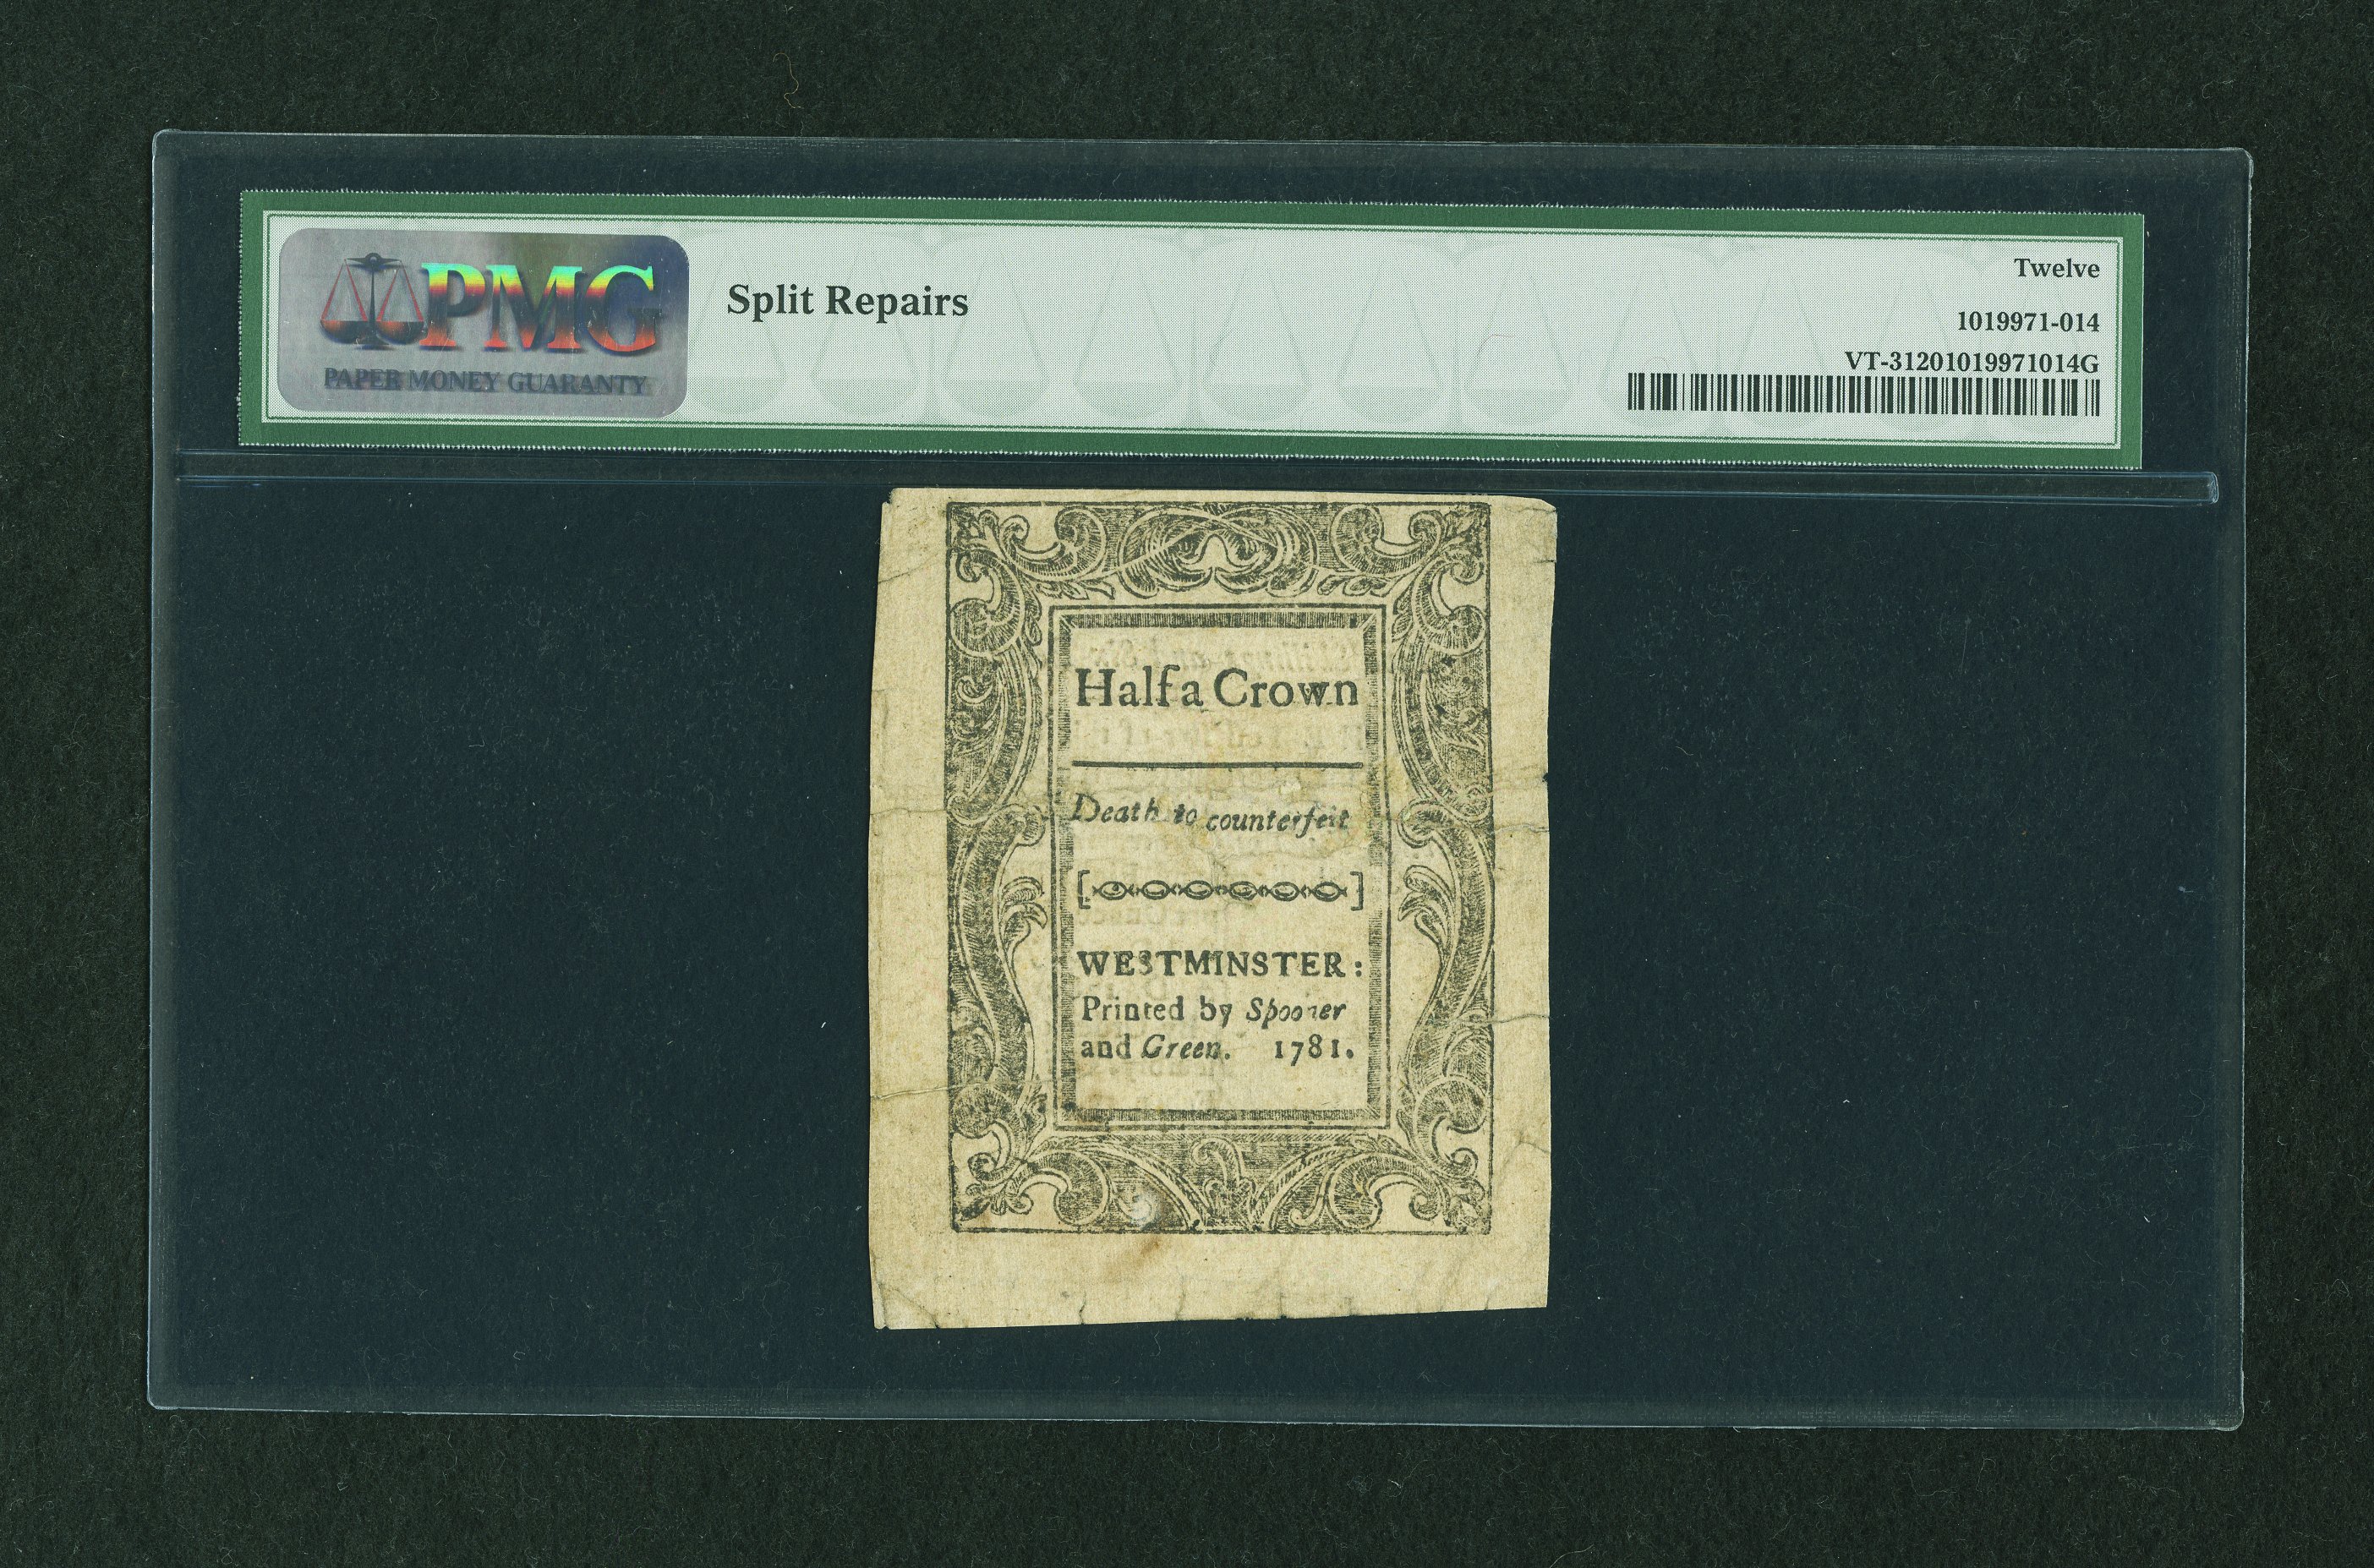 PMG
PAPER MONEY GUARANTY
Split Repairs
Twelve
1019971-014
VT-31201019971014G
Half a Crown
Death to counterfeit
WESTMINSTER:
Printed by Spooner
and Green. 1781.